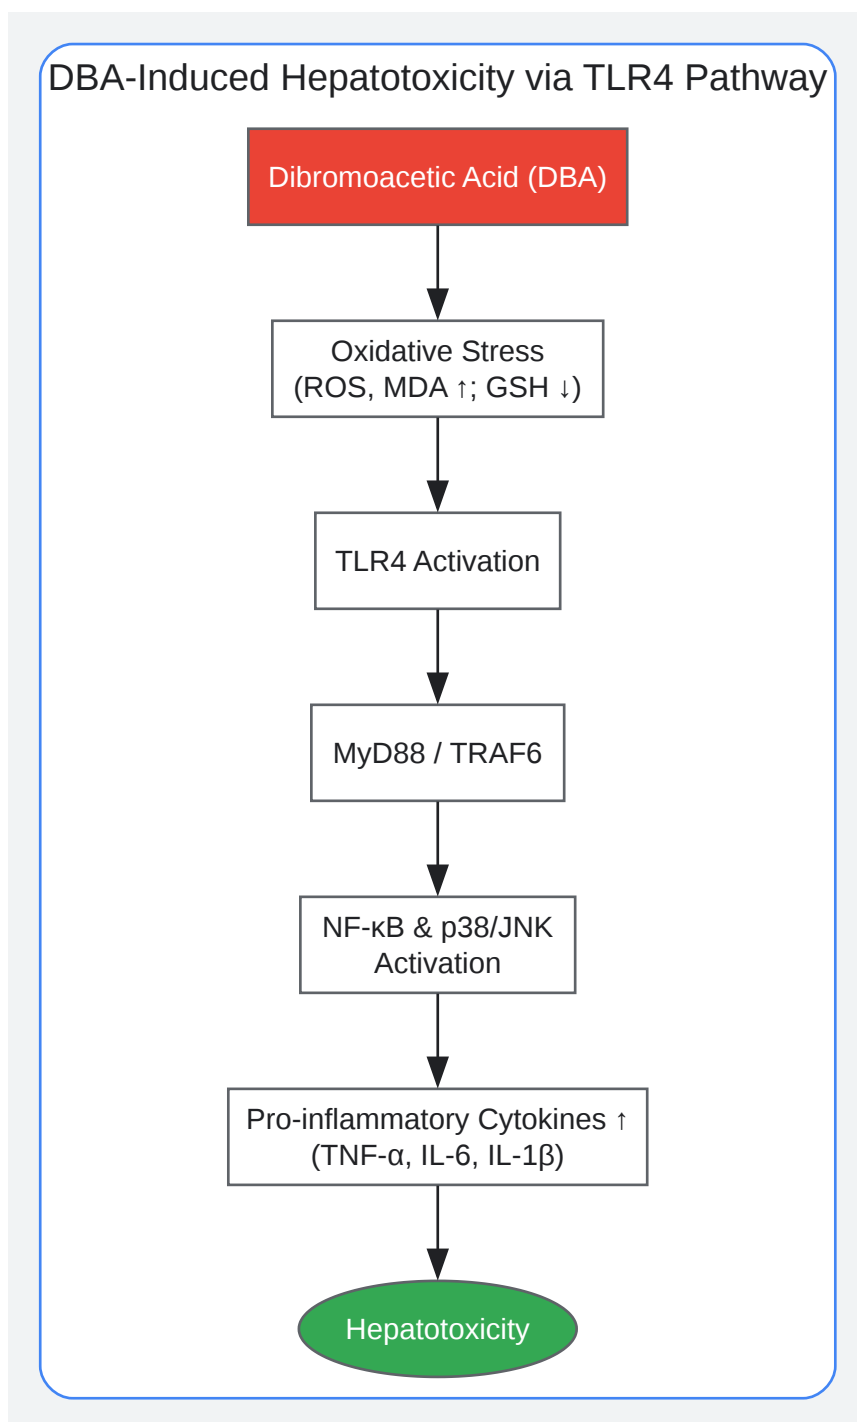 DBA-Induced Hepatotoxicity via TLR4 Pathway
Dibromoacetic Acid (DBA)
Oxidative Stress
(ROS, MDA ↑; GSH ↓)
TLR4 Activation
MyD88 / TRAF6
NF-κB & p38/JNK
Activation
Pro-inflammatory Cytokines ↑
(TNF-α, IL-6, IL-1β)
Hepatotoxicity